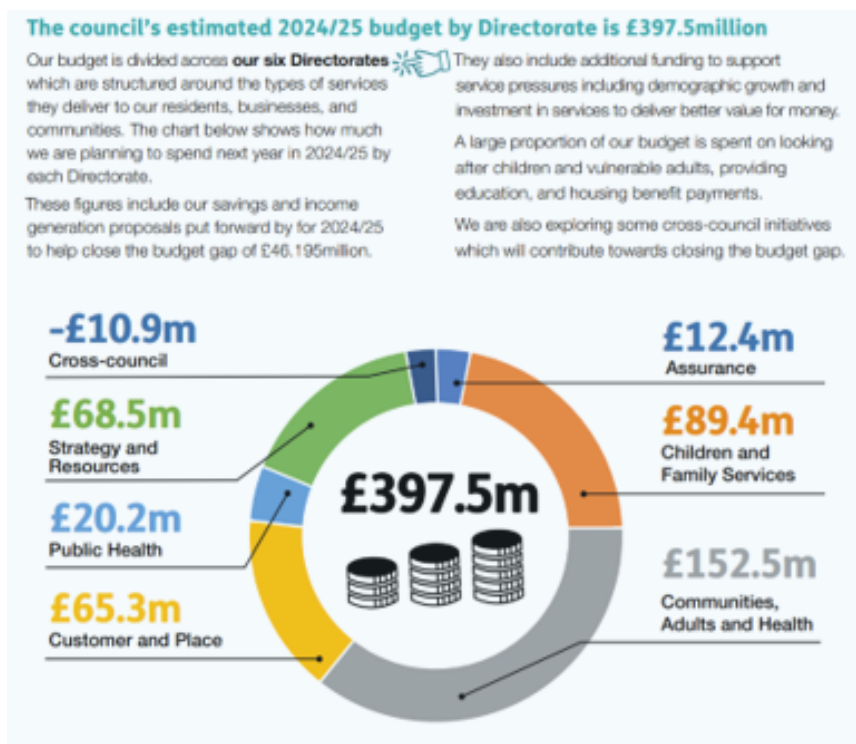 The council's estimated 2024/25 budget by Directorate is £397.5million
Our budget is divided across our six Directorates
which are structured around the types of services
they deliver to our residents, businesses, and
communities. The chart below shows how much
we are planning to spend next year in 2024/25 by
each Directorate.
These figures include our savings and income
generation proposals put forward by for 2024/25
to help close the budget gap of £46.195million.
They also include additional funding to support
service pressures including demographic growth and
investment in services to deliver better value for money.
A large proportion of our budget is spent on looking
after children and vulnerable adults, providing
education, and housing benefit payments.
We are also exploring some cross-council initiatives
which will contribute towards closing the budget gap.
-£10.9m
Cross-council
£68.5m
Strategy and
Resources
£20.2m
Public Health
£65.3m
Customer and Place
£397.5m
£12.4m
Assurance
£89.4m
Children and
Family Services
£152.5m
Communities,
Adults and Health